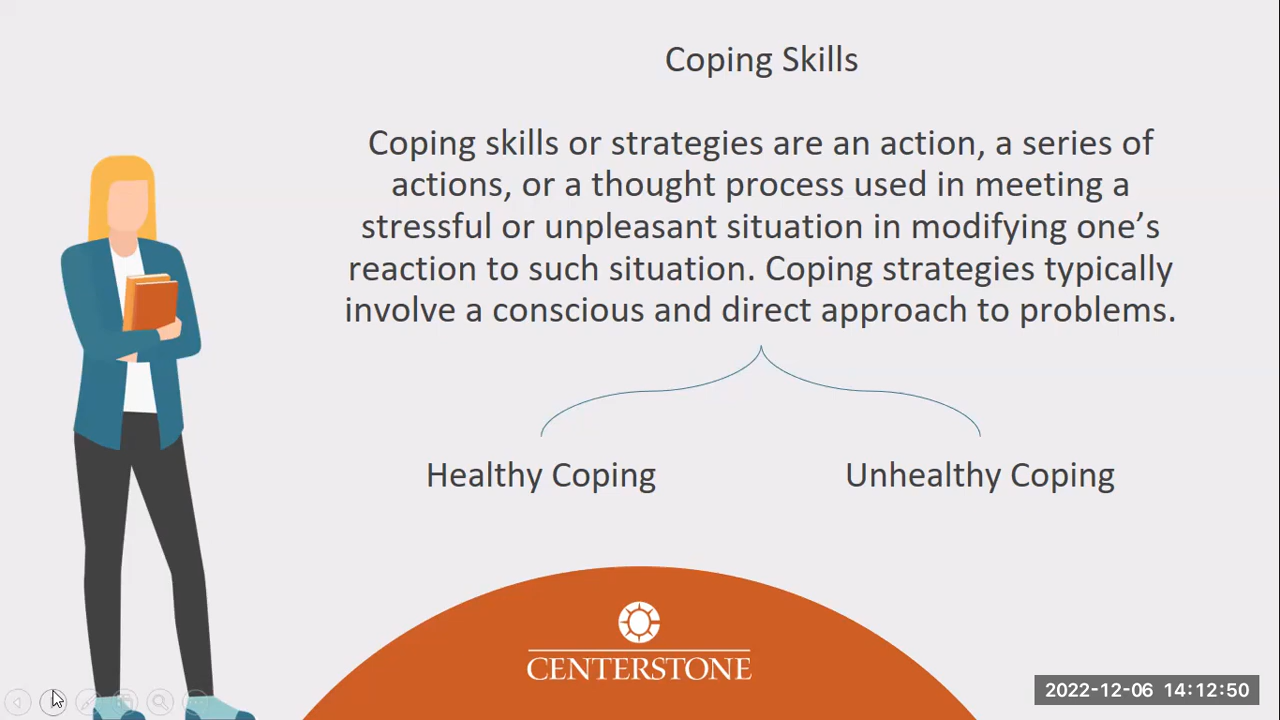 Coping Skills
Coping skills or strategies are an action, a series of
actions, or a thought process used in meeting a
stressful or unpleasant situation in modifying one’s
reaction to such situation. Coping strategies typically
involve a conscious and direct approach to problems.
Healthy Coping
Unhealthy Coping
CENTERSTONE
2022-12-06 14:12:50